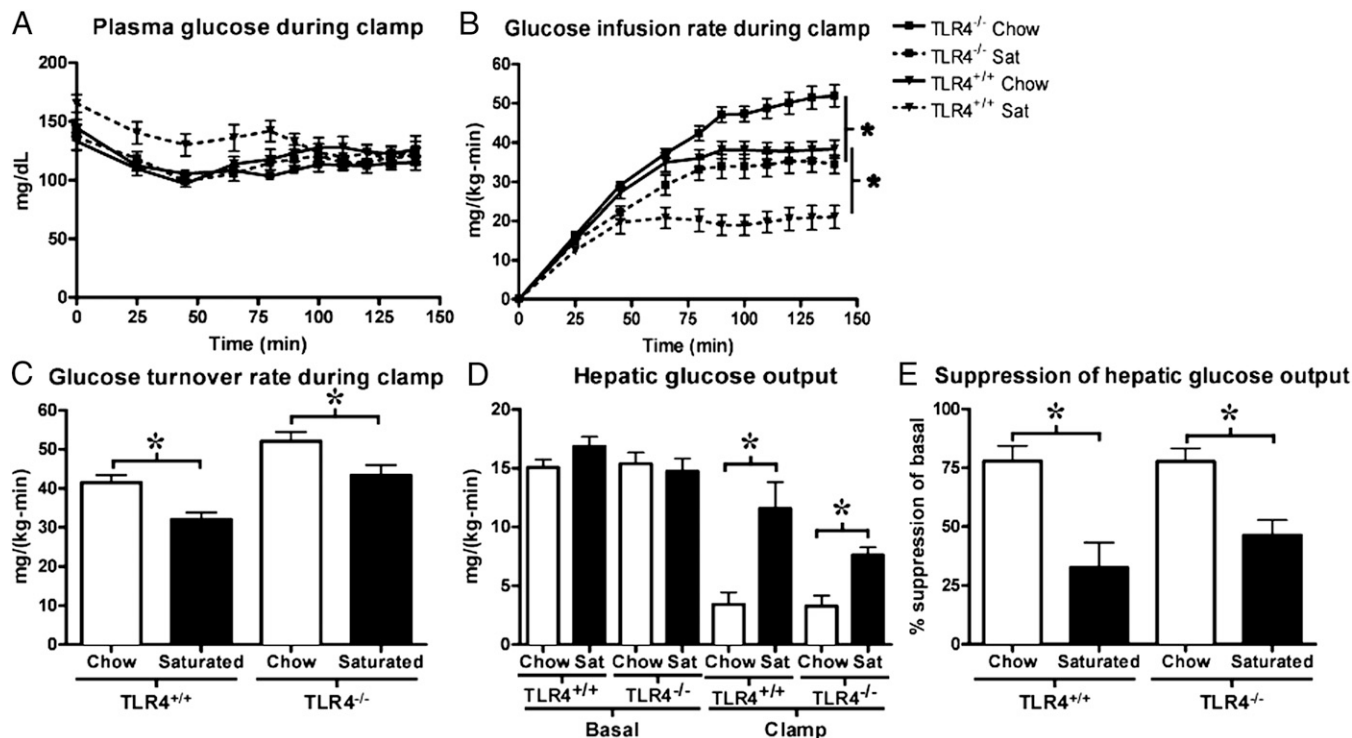 A Plasma glucose during clamp
mg/dL
200
150
100
50
0
0 25 50 75 100 125 150
Time (min)
B Glucose infusion rate during clamp
mg/(kg-min)
60
50
40
30
20
10
0
0 25 50 75 100 125 150
Time (min)
*
*
TLR4-/- Chow
TLR4-/- Sat
TLR4+/+ Chow
TLR4+/+ Sat
C Glucose turnover rate during clamp
mg/(kg-min)
60
50
40
30
20
10
0
* *
Chow Saturated Chow Saturated
TLR4+/+ TLR4-/-
D Hepatic glucose output
mg/(kg-min)
20
15
10
5
0
* *
Chow Sat Chow Sat Chow Sat Chow Sat
TLR4+/+ TLR4-/- TLR4+/+ TLR4-/-
Basal Clamp
E Suppression of hepatic glucose output
% suppression of basal
100
75
50
25
0
* *
Chow Saturated Chow Saturated
TLR4+/+ TLR4-/-